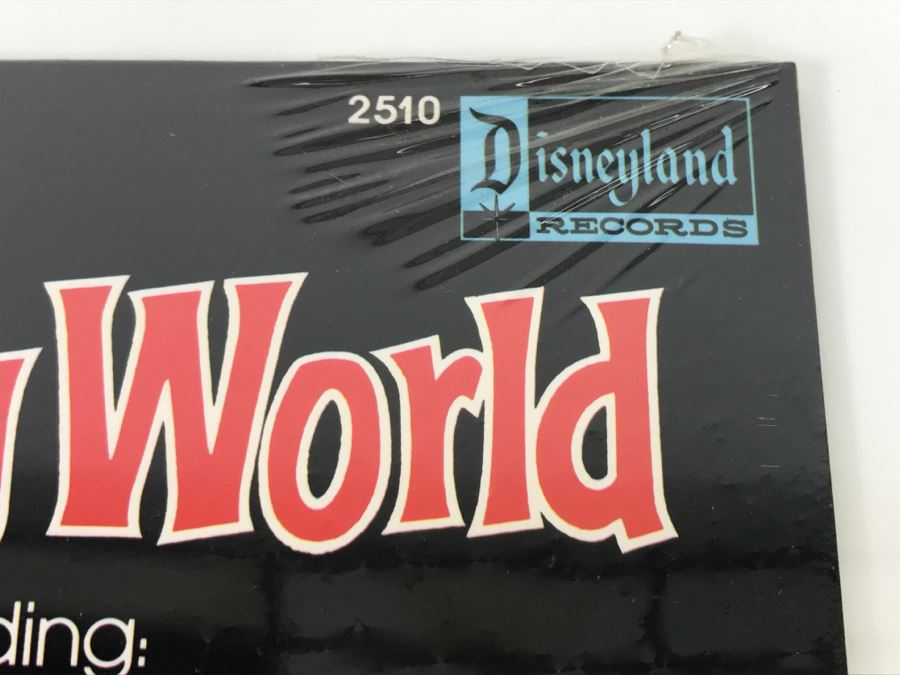 2510
Disneyland
RECORDS
y World
ding: